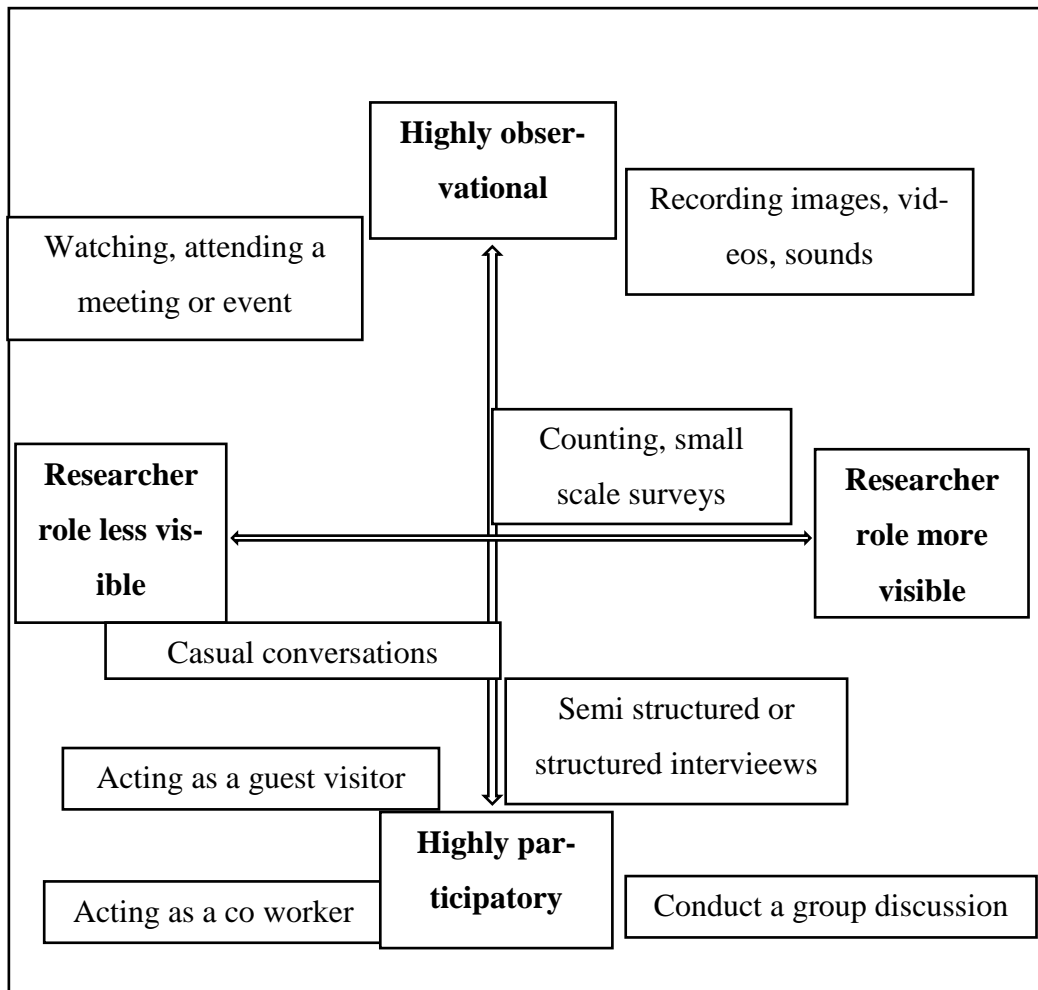 Highly obser-
vational
Recording images, vid-
eos, sounds
Watching, attending a
meeting or event
Counting, small
scale surveys
Researcher
role less vis-
ible
Researcher
role more
visible
Casual conversations
Semi structured or
structured intervieews
Acting as a guest visitor
Highly par-
ticipatory
Acting as a co worker
Conduct a group discussion